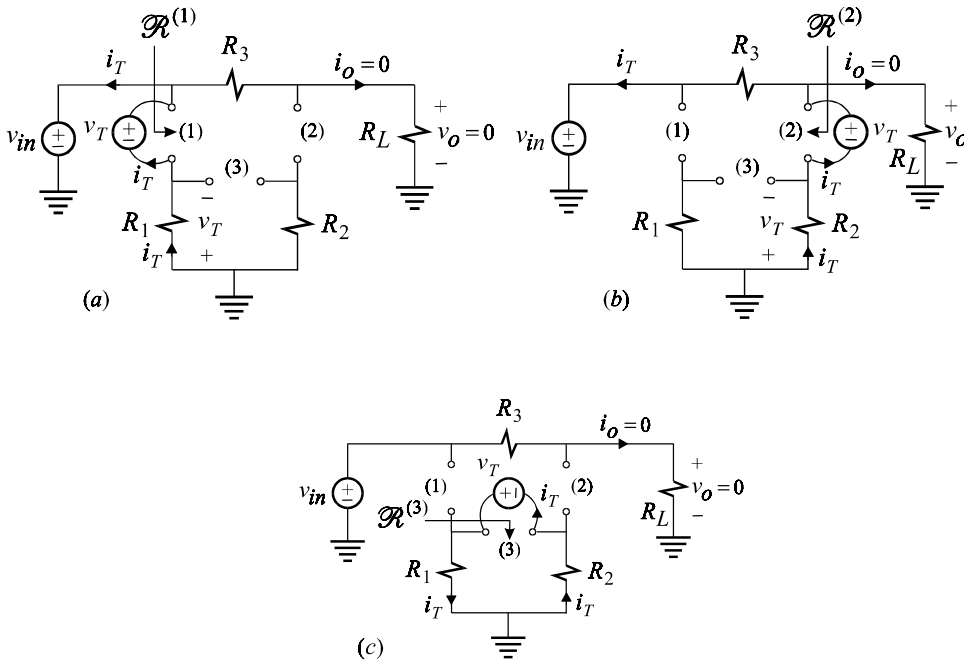 ℛ(1)
R3
iT
io = 0
vin
+
−
vT
+
−
(1)
(2)
RL
+
vo = 0
−
iT
(3)
−
R1
vT
R2
iT
+
(a)
ℛ(2)
R3
iT
io = 0
vin
+
−
(1)
(2)
+
−
vT
+
vo
−
RL
iT
(3)
−
R1
vT
R2
+
iT
(b)
R3
io = 0
vT
vin
+
−
(1)
+
−
iT
(2)
+
vo = 0
−
RL
ℛ(3)
(3)
R1
R2
iT
iT
(c)